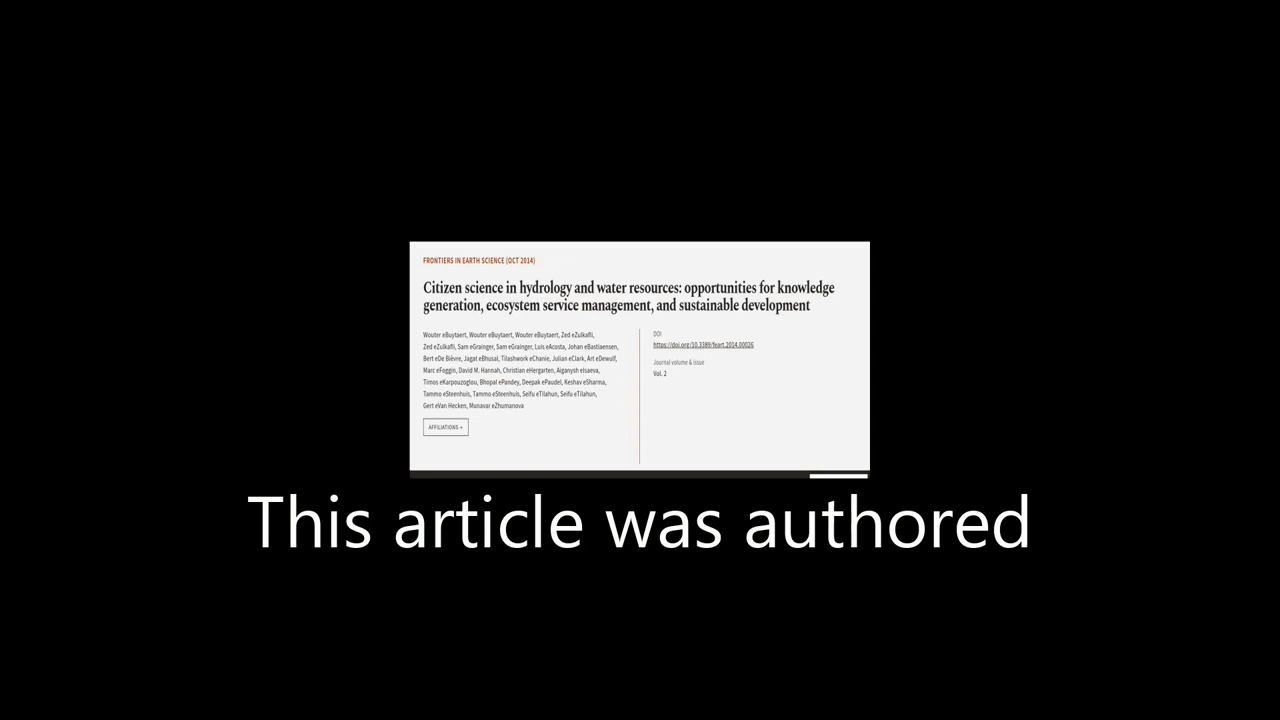 FRONTIERS IN EARTH SCIENCE (OCT 2014)
Citizen science in hydrology and water resources: opportunities for knowledge
generation, ecosystem service management, and sustainable development
Wouter eBuytaert, Wouter eBuytaert, Wouter eBuytaert, Zed eZulkafli,
Zed eZulkafli, Sam eGrainger, Sam eGrainger, Luis eAcosta, Johan eBastiaensen,
Bert eDe Bièvre, Jagat eBhusal, Tilashwork eChanie, Julian eClark, Art eDewulf,
Marc eFoggin, David M. Hannah, Christian eHergarten, Aiganysh eIsaeva,
Timos eKarpouzoglou, Bhopal ePandey, Deepak ePaudel, Keshav eSharma,
Tammo eSteenhuis, Tammo eSteenhuis, Seifu eTilahun, Seifu eTilahun,
Gert eVan Hecken, Munavar eZhumanova
AFFILIATIONS +
DOI
https://doi.org/10.3389/feart.2014.00026
Journal volume & issue
Vol. 2
This article was authored